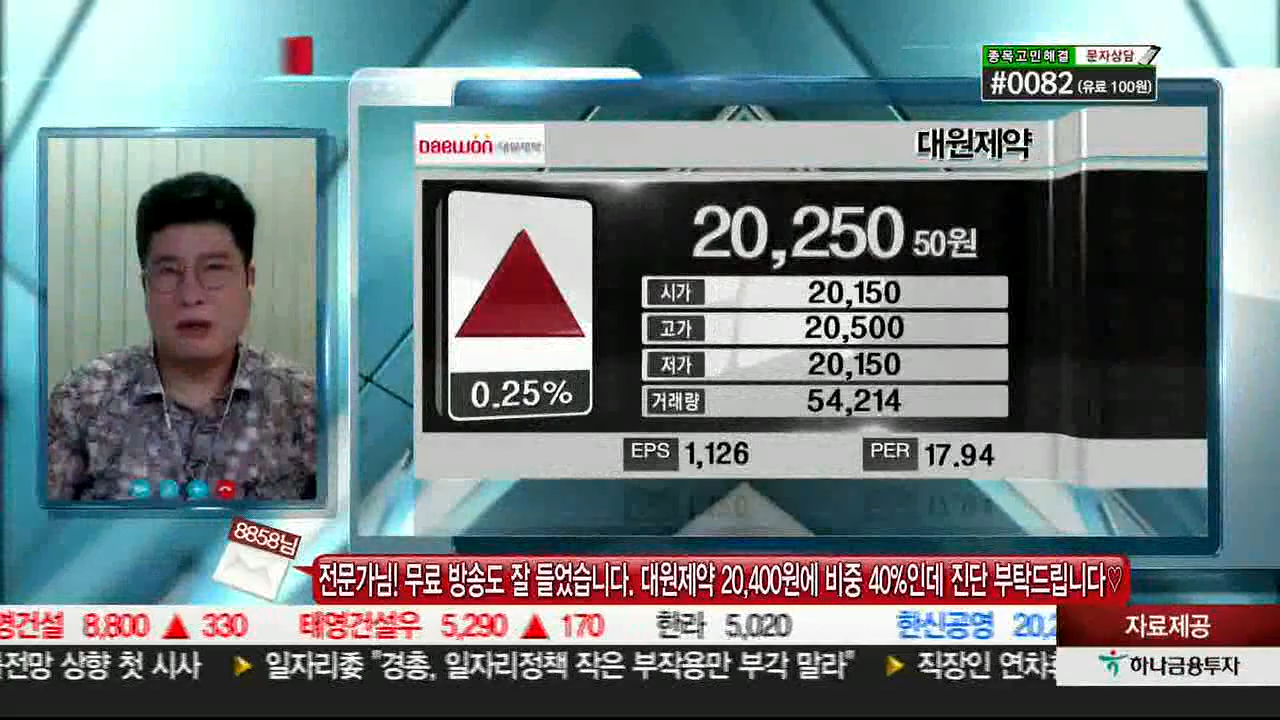 종목고민해결 문자상담
#0082 (유료 100원)
Daewon 대원제약
대원제약
20,250 50원
0.25%
시가 20,150
고가 20,500
저가 20,150
거래량 54,214
EPS 1,126 PER 17.94
8858님
전문가님! 무료 방송도 잘 들었습니다. 대원제약 20,400원에 비중 40%인데 진단 부탁드립니다♡
영건설 8,800 ▲ 330 태영건설우 5,290 ▲ 170 한라 5,020 한신공영 20,2
자료제공
전망 상향 첫 시사 ▶ 일자리委 "경총, 일자리정책 작은 부작용만 부각 말라" ▶ 직장인 연차
하나금융투자